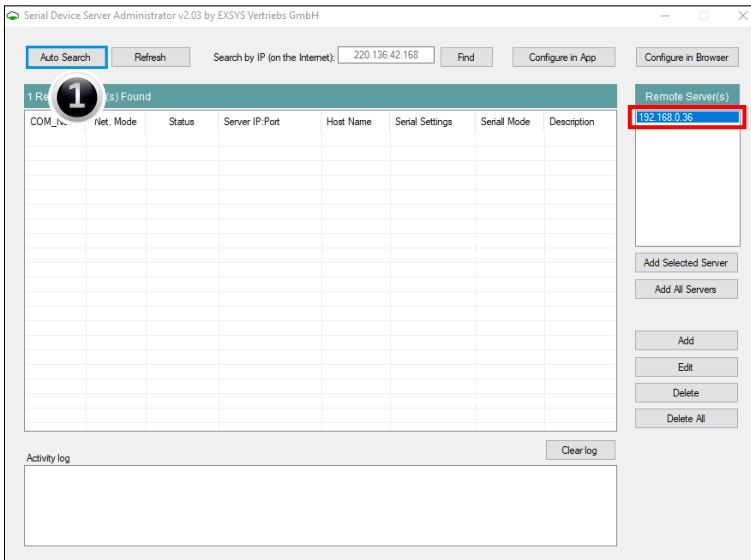 Serial Device Server Administrator v2.03 by EXSYS Vertriebs GmbH
Auto Search Refresh Search by IP (on the Internet): 220.136.42.168 Find Configure in App Configure in Browser
1
1 (s) Found Remote Server(s)
Net. Mode Status Server IP:Port Host Name Serial Settings Seriall Mode Description
192.168.0.36
Add Selected Server
Add All Servers
Add
Edit
Delete
Delete All
Clear log
Activity log